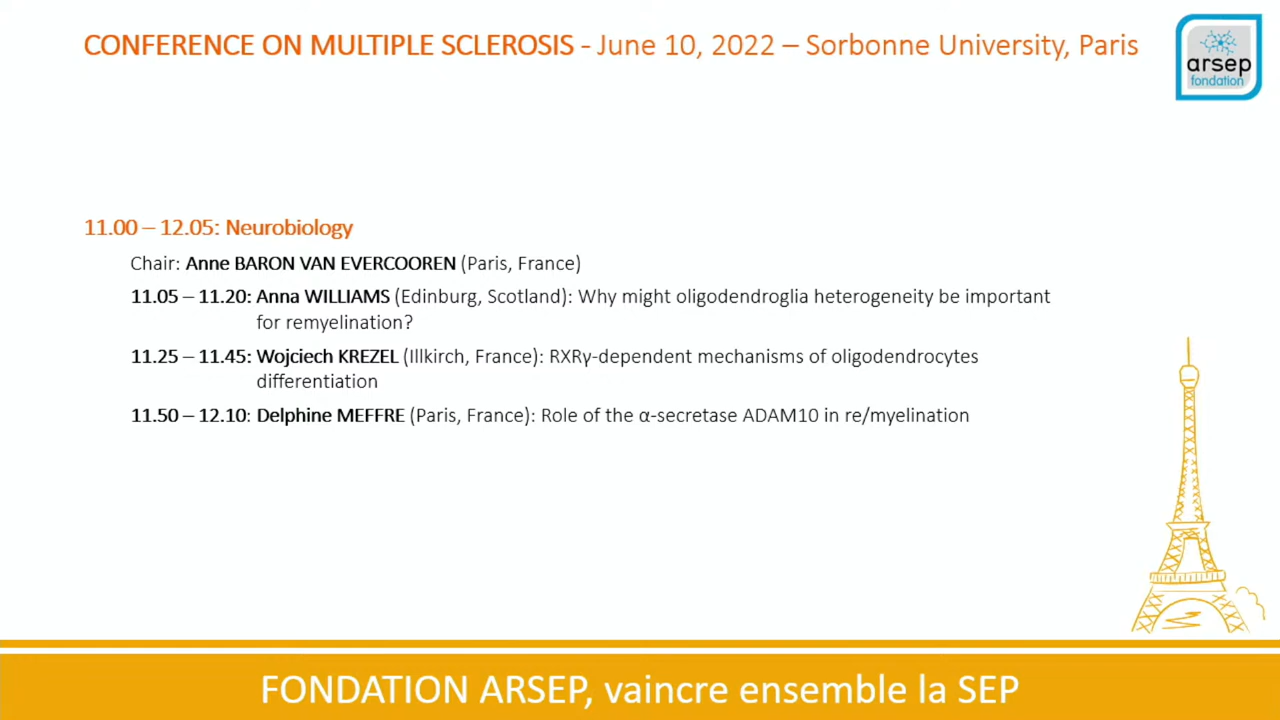 CONFERENCE ON MULTIPLE SCLEROSIS - June 10, 2022 – Sorbonne University, Paris
arsep
fondation
11.00 – 12.05: Neurobiology
Chair: Anne BARON VAN EVERCOOREN (Paris, France)
11.05 – 11.20: Anna WILLIAMS (Edinburg, Scotland): Why might oligodendroglia heterogeneity be important
for remyelination?
11.25 – 11.45: Wojciech KREZEL (Illkirch, France): RXRγ-dependent mechanisms of oligodendrocytes
differentiation
11.50 – 12.10: Delphine MEFFRE (Paris, France): Role of the α-secretase ADAM10 in re/myelination
FONDATION ARSEP, vaincre ensemble la SEP